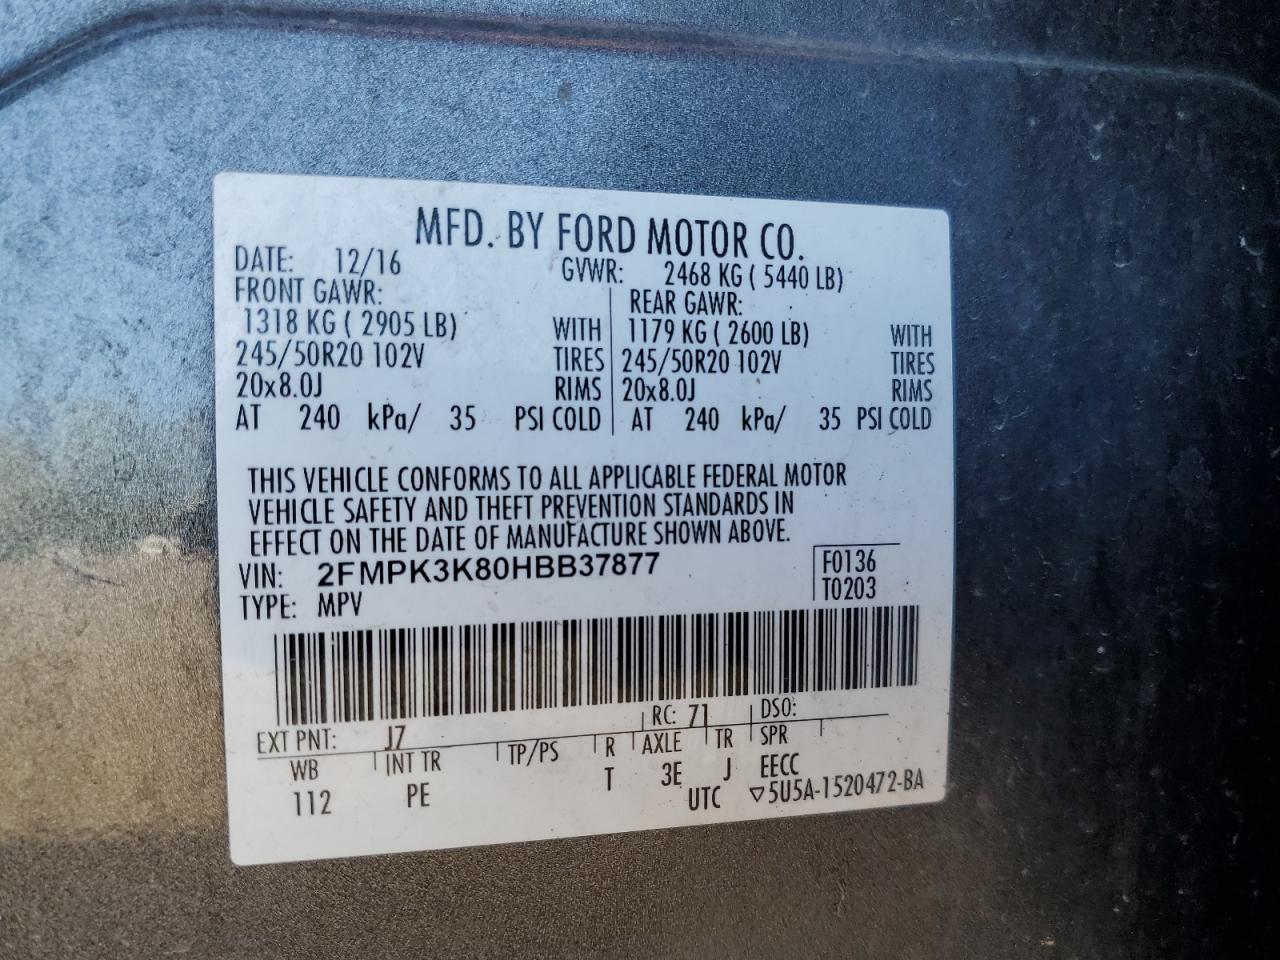 MFD. BY FORD MOTOR CO.
DATE: 12/16 GVWR: 2468 KG ( 5440 LB)
FRONT GAWR: REAR GAWR:
1318 KG ( 2905 LB) WITH 1179 KG ( 2600 LB) WITH
245/50R20 102V TIRES 245/50R20 102V TIRES
20x8.0J RIMS 20x8.0J RIMS
AT 240 kPa/ 35 PSI COLD AT 240 kPa/ 35 PSI COLD
THIS VEHICLE CONFORMS TO ALL APPLICABLE FEDERAL MOTOR
VEHICLE SAFETY AND THEFT PREVENTION STANDARDS IN
EFFECT ON THE DATE OF MANUFACTURE SHOWN ABOVE.
VIN: 2FMPK3K80HBB37877 F0136
TYPE: MPV T0203
EXT PNT: J7 RC: 71 DSO:
WB INT TR TP/PS R AXLE TR SPR
112 PE T 3E J EECC
UTC ▽5U5A-1520472-BA